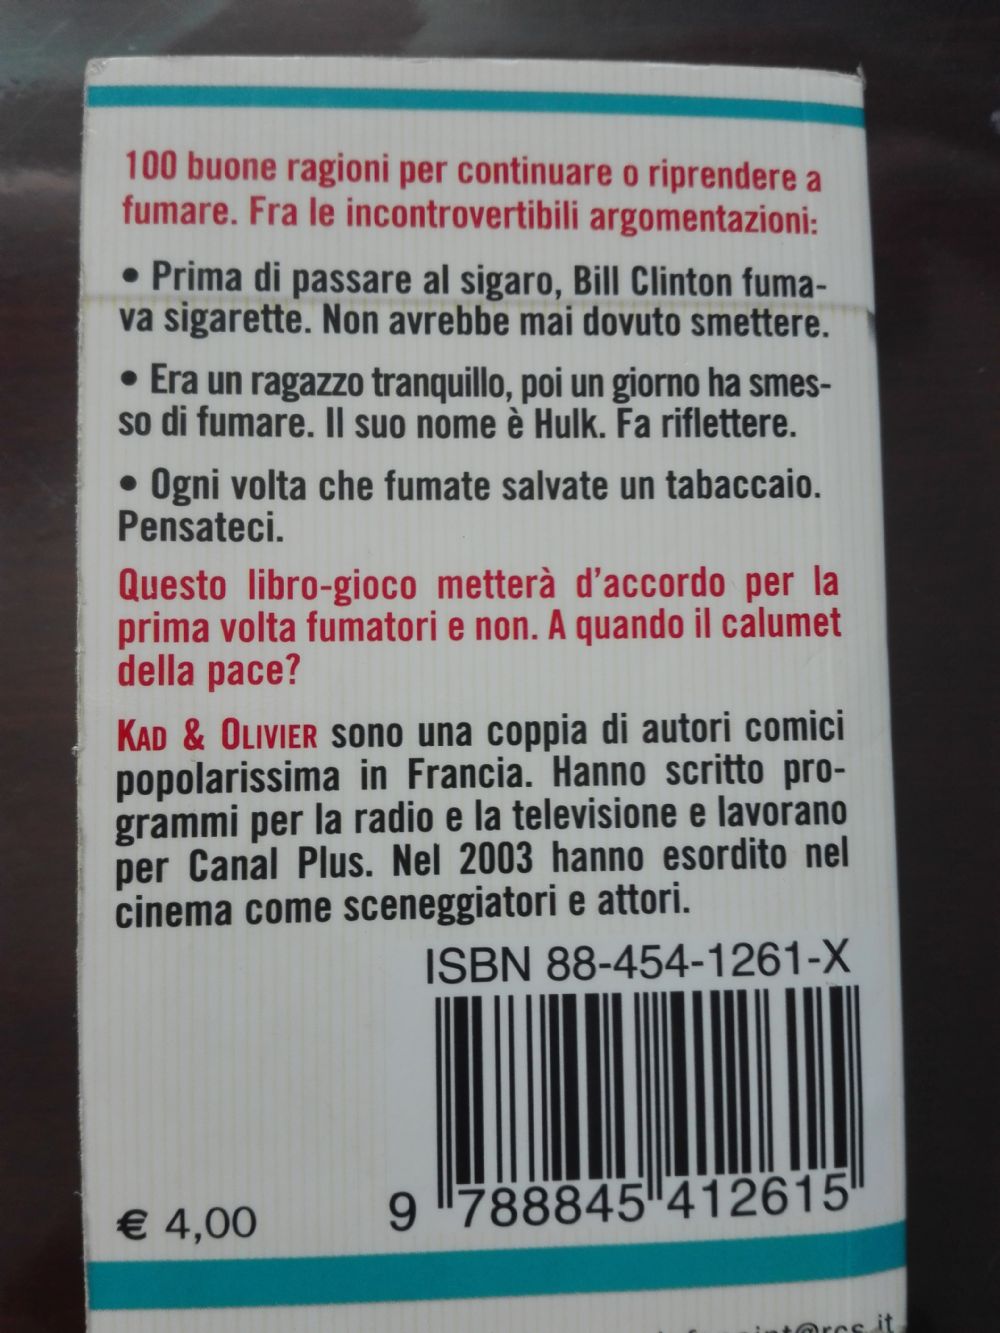 100 buone ragioni per continuare o riprendere a
fumare. Fra le incontrovertibili argomentazioni:
• Prima di passare al sigaro, Bill Clinton fuma-
va sigarette. Non avrebbe mai dovuto smettere.
• Era un ragazzo tranquillo, poi un giorno ha smes-
so di fumare. Il suo nome è Hulk. Fa riflettere.
• Ogni volta che fumate salvate un tabaccaio.
Pensateci.
Questo libro-gioco metterà d'accordo per la
prima volta fumatori e non. A quando il calumet
della pace?
KAD & OLIVIER sono una coppia di autori comici
popolarissima in Francia. Hanno scritto pro-
grammi per la radio e la televisione e lavorano
per Canal Plus. Nel 2003 hanno esordito nel
cinema come sceneggiatori e attori.
ISBN 88-454-1261-X
€ 4,00
9 788845 412615
@rcs.it